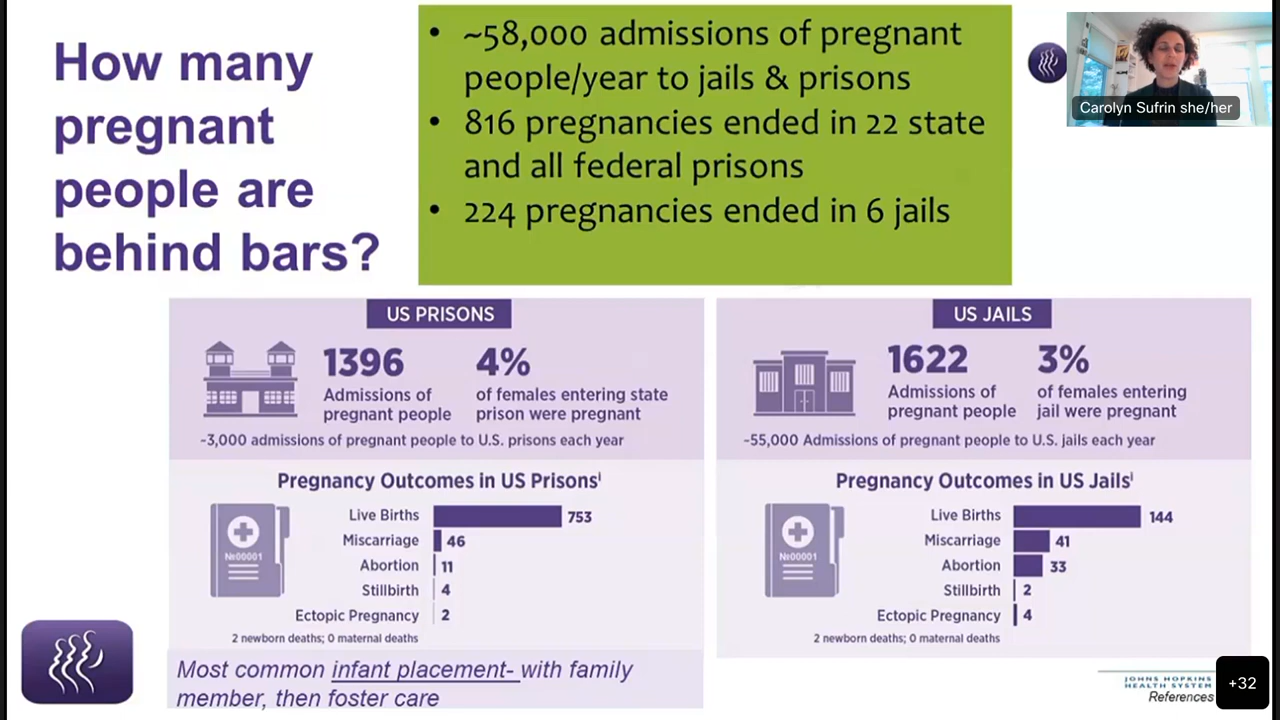 How many
pregnant
people are
behind bars?
• ~58,000 admissions of pregnant
people/year to jails & prisons
• 816 pregnancies ended in 22 state
and all federal prisons
• 224 pregnancies ended in 6 jails
Carolyn Sufrin she/her
US PRISONS
1396
Admissions of
pregnant people
4%
of females entering state
prison were pregnant
~3,000 admissions of pregnant people to U.S. prisons each year
Pregnancy Outcomes in US Prisonsⁱ
№00001
Live Births 753
Miscarriage 46
Abortion 11
Stillbirth 4
Ectopic Pregnancy 2
2 newborn deaths; 0 maternal deaths
Most common infant placement- with family
member, then foster care
US JAILS
1622
Admissions of
pregnant people
3%
of females entering
jail were pregnant
~55,000 Admissions of pregnant people to U.S. jails each year
Pregnancy Outcomes in US Jailsⁱ
№00001
Live Births 144
Miscarriage 41
Abortion 33
Stillbirth 2
Ectopic Pregnancy 4
2 newborn deaths; 0 maternal deaths
JOHNS HOPKINS
HEALTH SYSTEM
References
+32